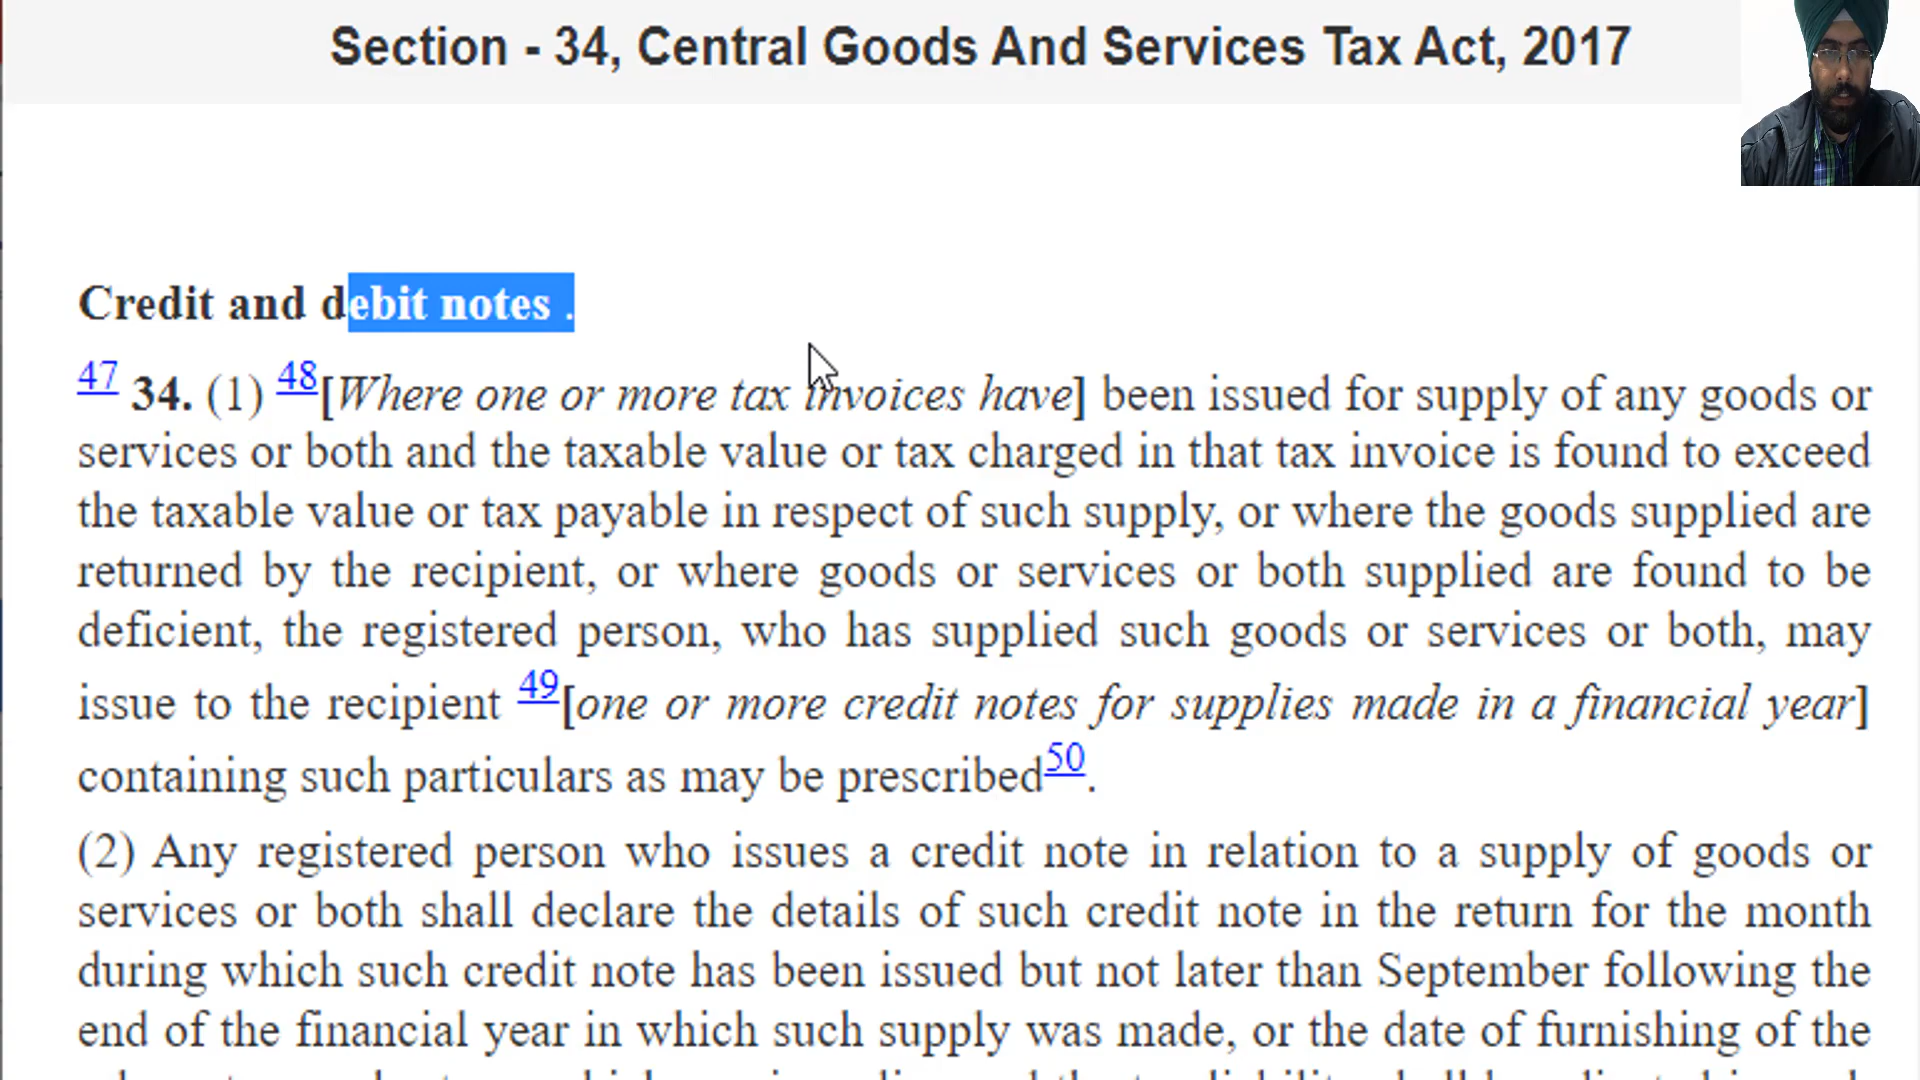 Section - 34, Central Goods And Services Tax Act, 2017
Credit and debit notes .
47 34. (1) 48[Where one or more tax invoices have] been issued for supply of any goods or
services or both and the taxable value or tax charged in that tax invoice is found to exceed
the taxable value or tax payable in respect of such supply, or where the goods supplied are
returned by the recipient, or where goods or services or both supplied are found to be
deficient, the registered person, who has supplied such goods or services or both, may
issue to the recipient 49[one or more credit notes for supplies made in a financial year]
containing such particulars as may be prescribed50.
(2) Any registered person who issues a credit note in relation to a supply of goods or
services or both shall declare the details of such credit note in the return for the month
during which such credit note has been issued but not later than September following the
end of the financial year in which such supply was made, or the date of furnishing of the